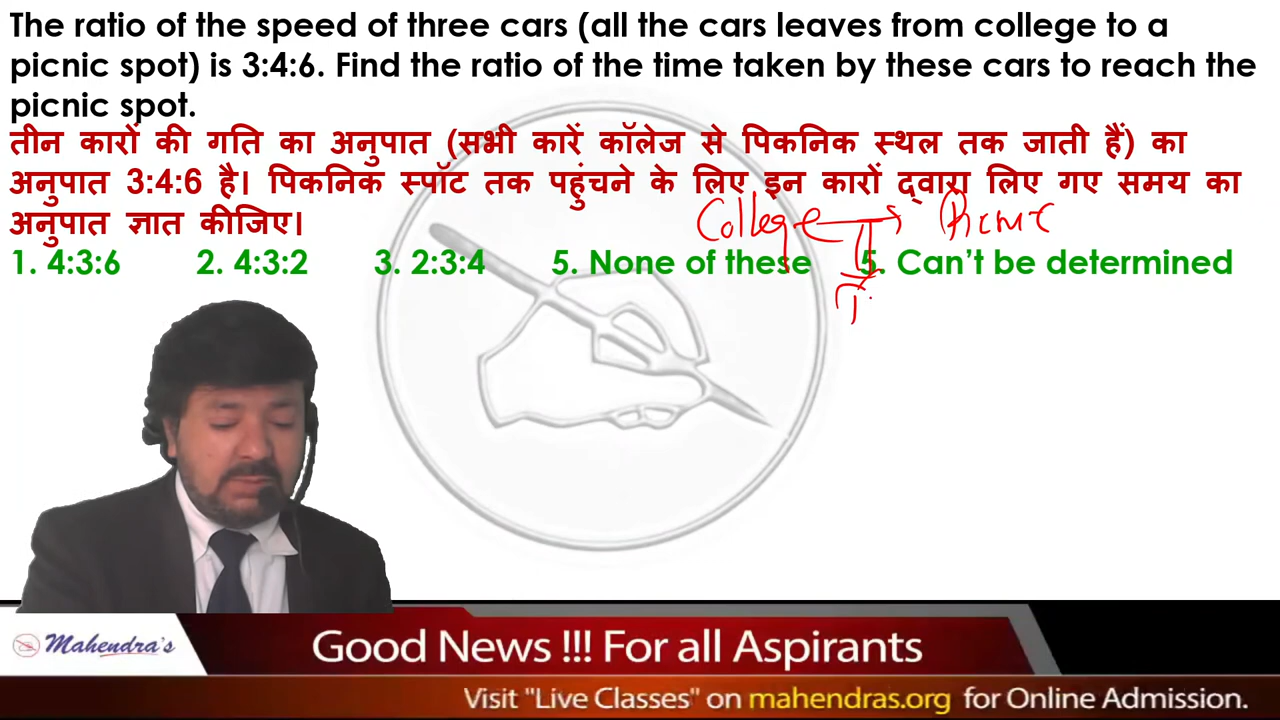 The ratio of the speed of three cars (all the cars leaves from college to a
picnic spot) is 3:4:6. Find the ratio of the time taken by these cars to reach the
picnic spot.
तीन कारों की गति का अनुपात (सभी कारें कॉलेज से पिकनिक स्थल तक जाती हैं) का
अनुपात 3:4:6 है। पिकनिक स्पॉट तक पहुंचने के लिए इन कारों द्वारा लिए गए समय का
अनुपात ज्ञात कीजिए।
College → Picnic
1. 4:3:6 2. 4:3:2 3. 2:3:4 5. None of these 5. Can’t be determined
Mahendra's
Good News !!! For all Aspirants
Visit "Live Classes" on mahendras.org for Online Admission.